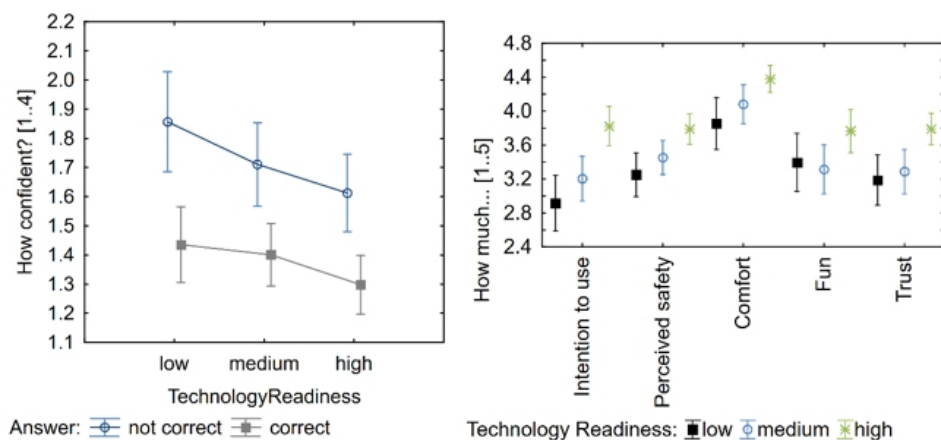 How confident? [1..4]
2.2
2.1
2.0
1.9
1.8
1.7
1.6
1.5
1.4
1.3
1.2
1.1
low medium high
TechnologyReadiness
Answer: not correct correct
How much... [1..5]
4.8
4.4
4.0
3.6
3.2
2.8
2.4
Intention to use
Perceived safety
Comfort
Fun
Trust
Technology Readiness: low medium high